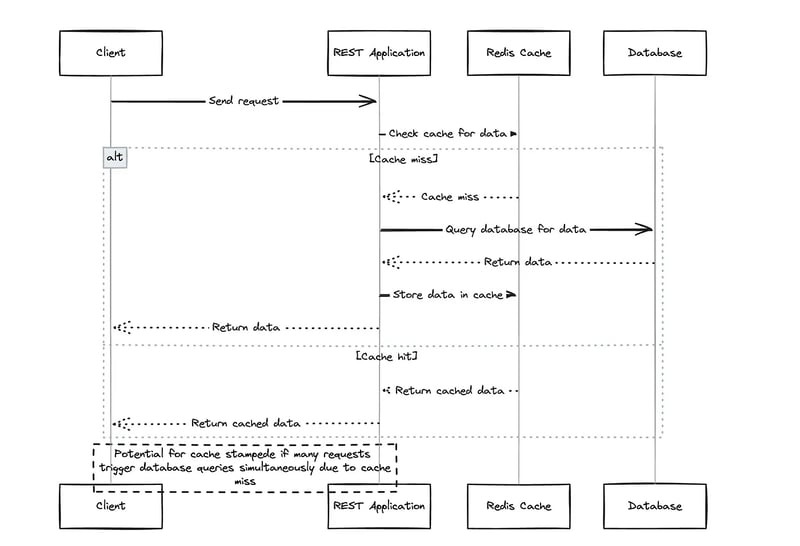 Client
REST Application
Redis Cache
Database
Send request
Check cache for data
alt
[Cache miss]
Cache miss
Query database for data
Return data
Store data in cache
Return data
[Cache hit]
Return cached data
Return cached data
Potential for cache stampede if many requests
trigger database queries simultaneously due to cache
miss
Client
REST Application
Redis Cache
Database